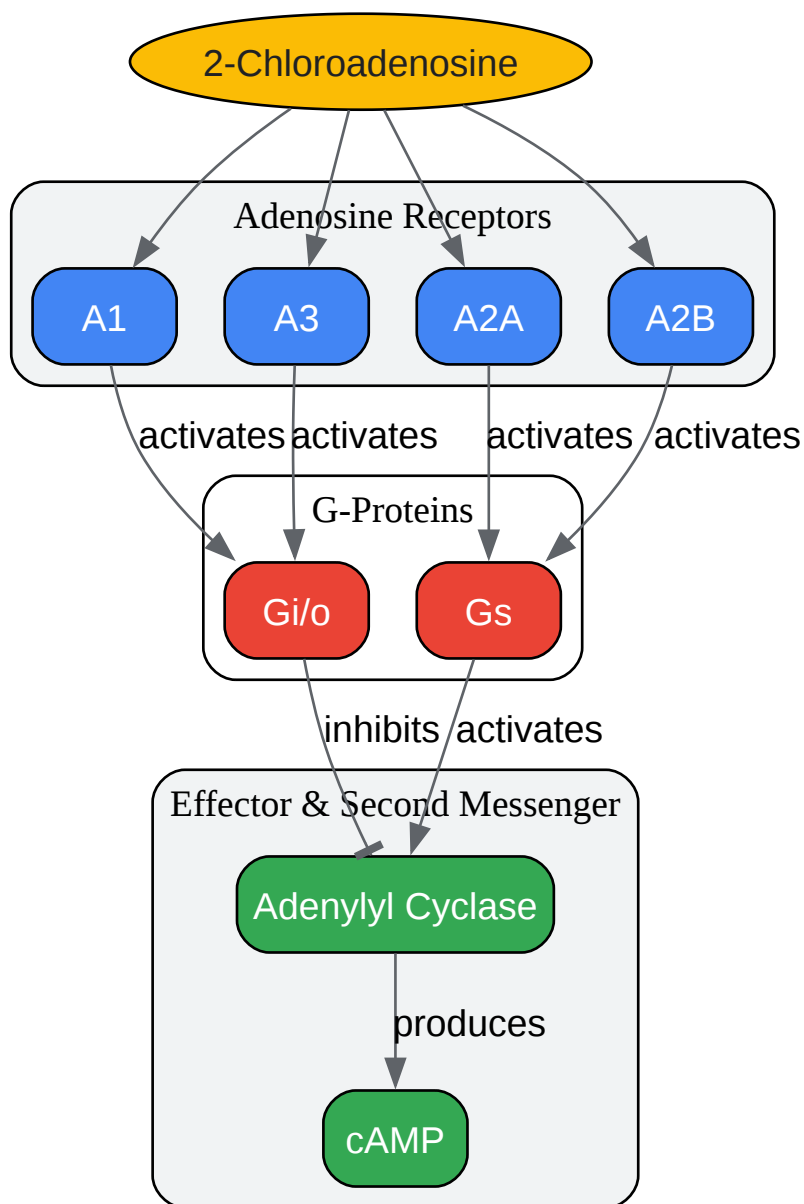 2-Chloroadenosine
Adenosine Receptors
A1
A3
A2A
A2B
activates
activates
activates
activates
G-Proteins
Gi/o
Gs
inhibits
activates
Effector & Second Messenger
Adenylyl Cyclase
produces
cAMP